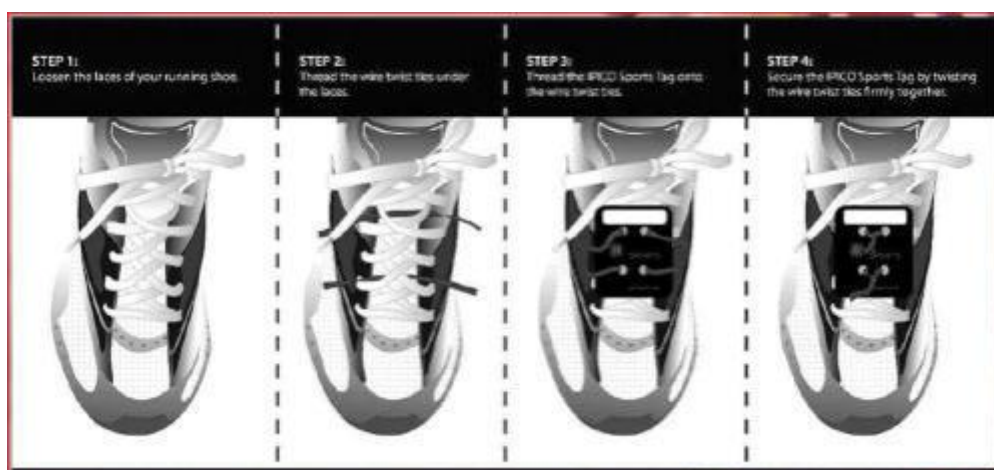 STEP 1:
Loosen the laces of your running shoe.
STEP 2:
Thread the wire twist ties under
the laces.
STEP 3:
Thread the IPICO Sports Tag onto
the wire twist ties.
STEP 4:
Secure the IPICO Sports Tag by twisting
the wire twist ties firmly together.
SPORTS
SPORTS